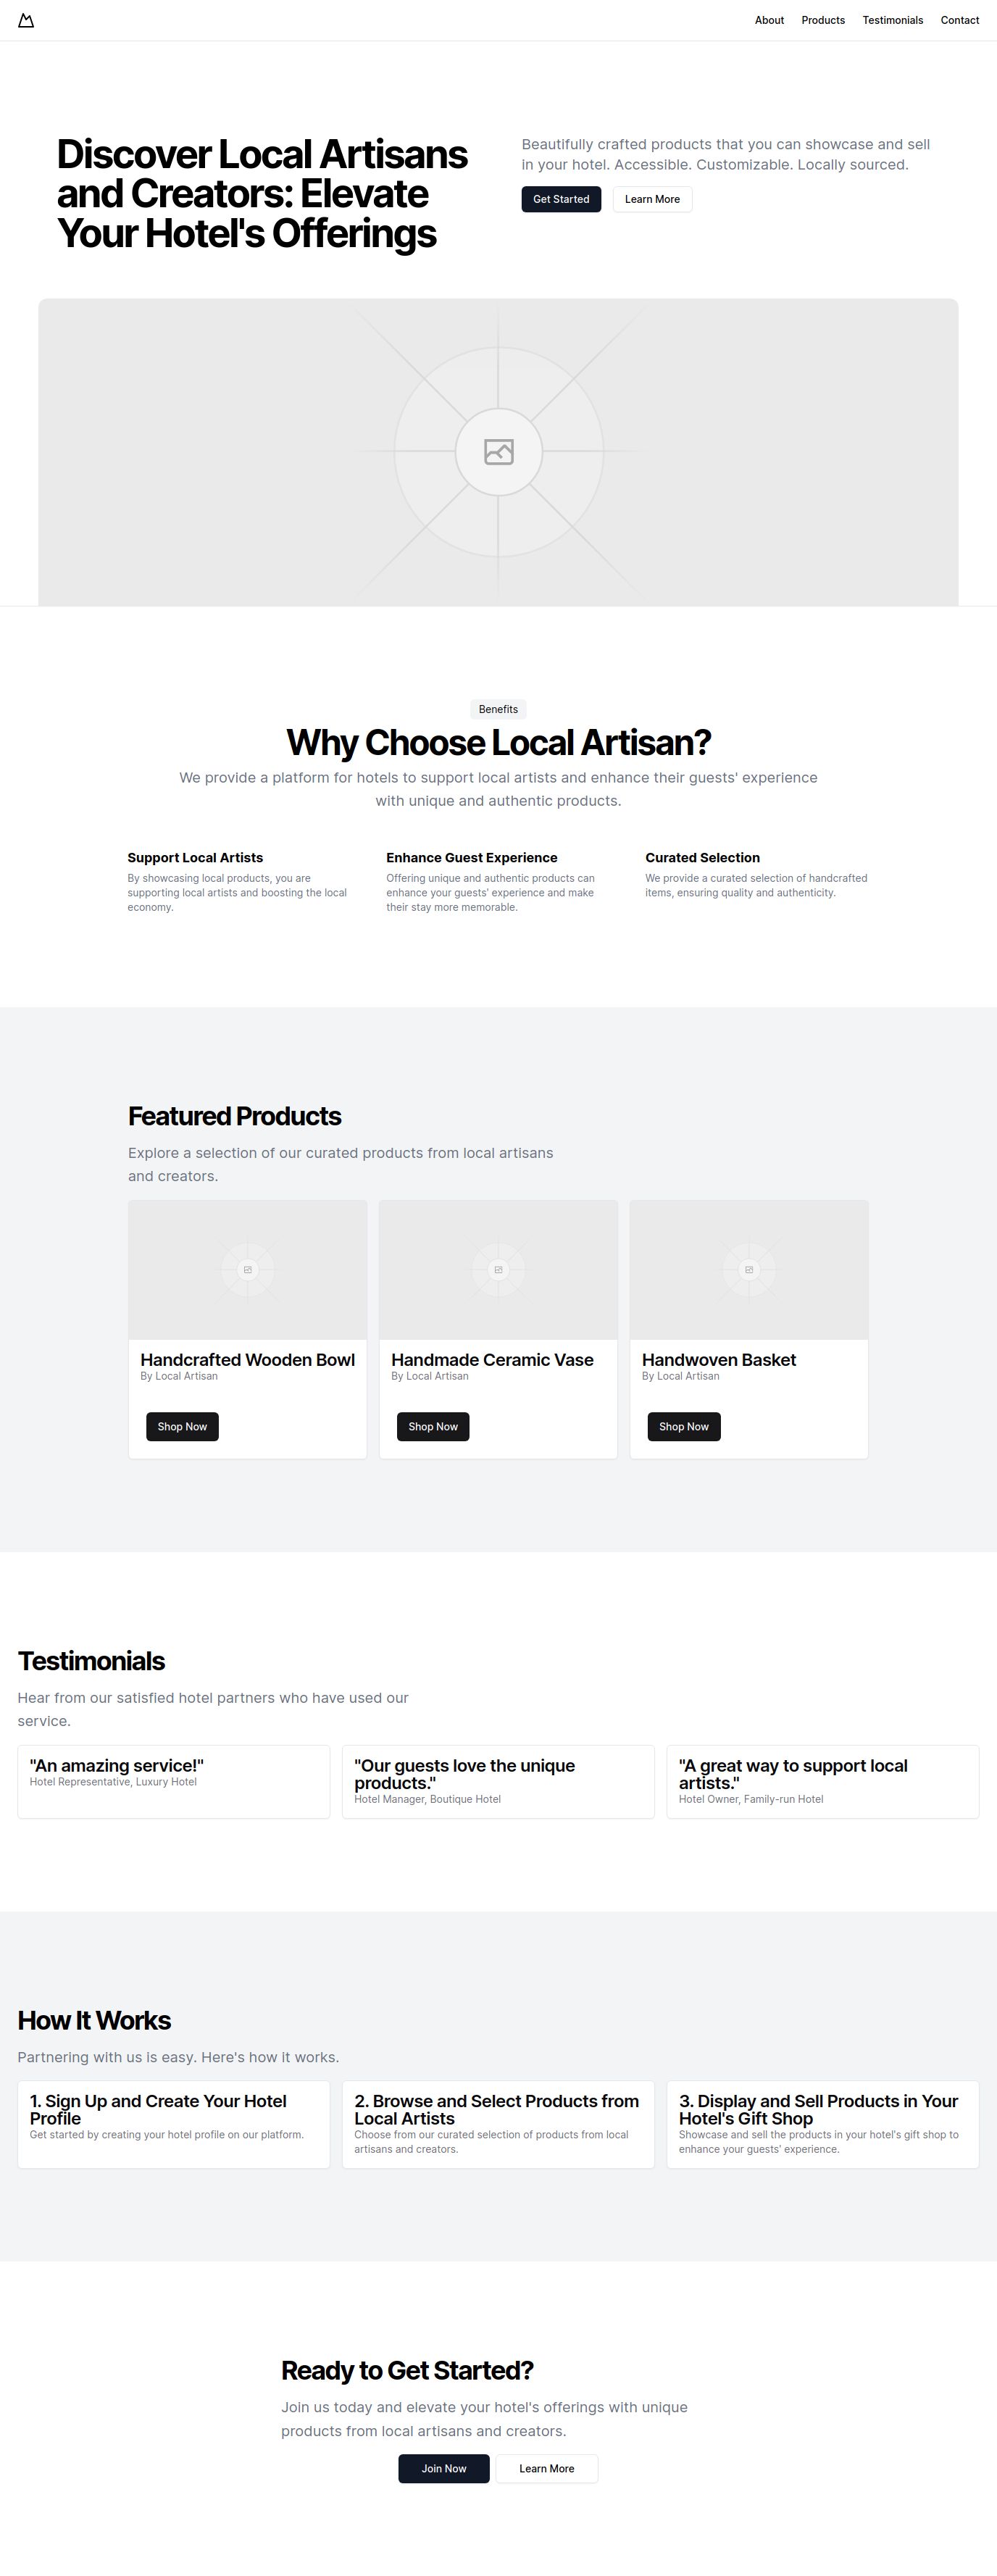 About Products Testimonials Contact
Discover Local Artisans
and Creators: Elevate
Your Hotel's Offerings
Beautifully crafted products that you can showcase and sell
in your hotel. Accessible. Customizable. Locally sourced.
Get Started Learn More
Benefits
Why Choose Local Artisan?
We provide a platform for hotels to support local artists and enhance their guests' experience
with unique and authentic products.
Support Local Artists
By showcasing local products, you are
supporting local artists and boosting the local
economy.
Enhance Guest Experience
Offering unique and authentic products can
enhance your guests' experience and make
their stay more memorable.
Curated Selection
We provide a curated selection of handcrafted
items, ensuring quality and authenticity.
Featured Products
Explore a selection of our curated products from local artisans
and creators.
Handcrafted Wooden Bowl
By Local Artisan
Shop Now
Handmade Ceramic Vase
By Local Artisan
Shop Now
Handwoven Basket
By Local Artisan
Shop Now
Testimonials
Hear from our satisfied hotel partners who have used our
service.
"An amazing service!"
Hotel Representative, Luxury Hotel
"Our guests love the unique
products."
Hotel Manager, Boutique Hotel
"A great way to support local
artists."
Hotel Owner, Family-run Hotel
How It Works
Partnering with us is easy. Here's how it works.
1. Sign Up and Create Your Hotel
Profile
Get started by creating your hotel profile on our platform.
2. Browse and Select Products from
Local Artists
Choose from our curated selection of products from local
artisans and creators.
3. Display and Sell Products in Your
Hotel's Gift Shop
Showcase and sell the products in your hotel's gift shop to
enhance your guests' experience.
Ready to Get Started?
Join us today and elevate your hotel's offerings with unique
products from local artisans and creators.
Join Now Learn More